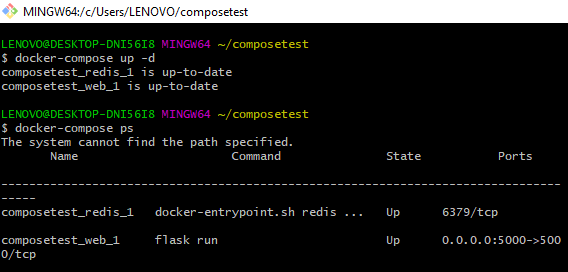 MINGW64:/c/Users/LENOVO/composetest
LENOVO@DESKTOP-DNI56I8 MINGW64 ~/composetest
$ docker-compose up -d
composetest_redis_1 is up-to-date
composetest_web_1 is up-to-date
LENOVO@DESKTOP-DNI56I8 MINGW64 ~/composetest
$ docker-compose ps
The system cannot find the path specified.
Name Command State Ports
--------------------------------------------------------------------------------
-----
composetest_redis_1 docker-entrypoint.sh redis ... Up 6379/tcp
composetest_web_1 flask run Up 0.0.0.0:5000->500
0/tcp